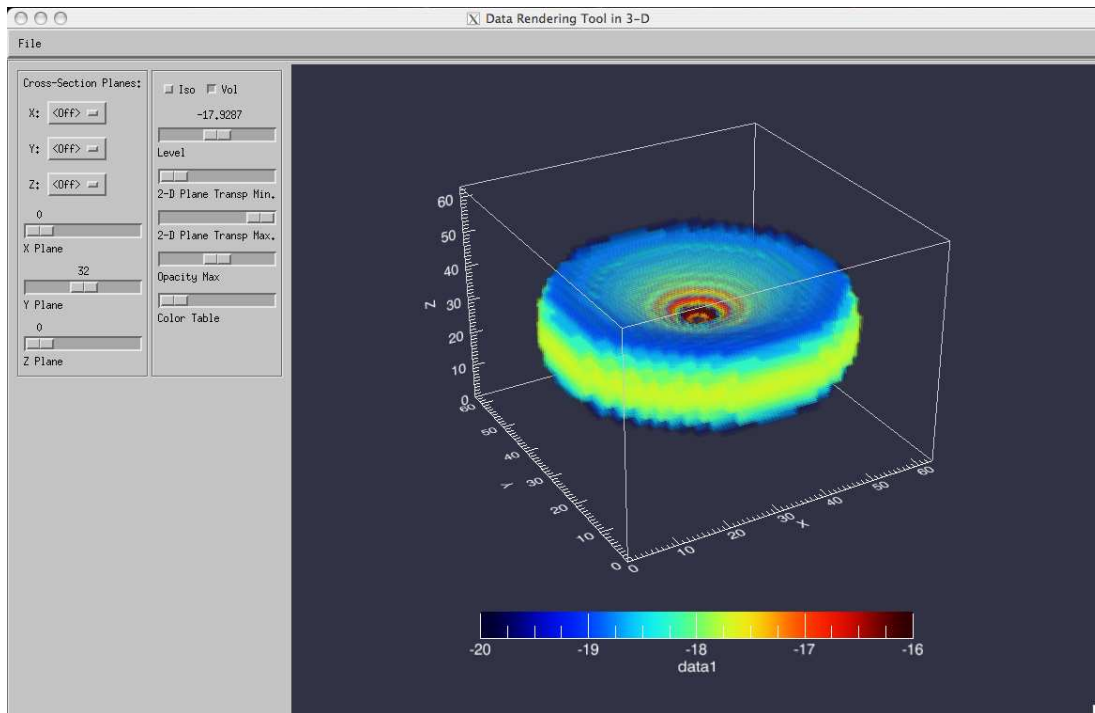 Data Rendering Tool in 3-D
File
Cross-Section Planes:
X: <Off>
Y: <Off>
Z: <Off>
0
X Plane
32
Y Plane
0
Z Plane
Iso Vol
-17.9287
Level
2-D Plane Transp Min.
2-D Plane Transp Max.
Opacity Max
Color Table
60
50
40
30
20
10
0
Z
60
50
40
30
20
10
0
Y
0
10
20
30
40
50
60
X
-20 -19 -18 -17 -16
data1